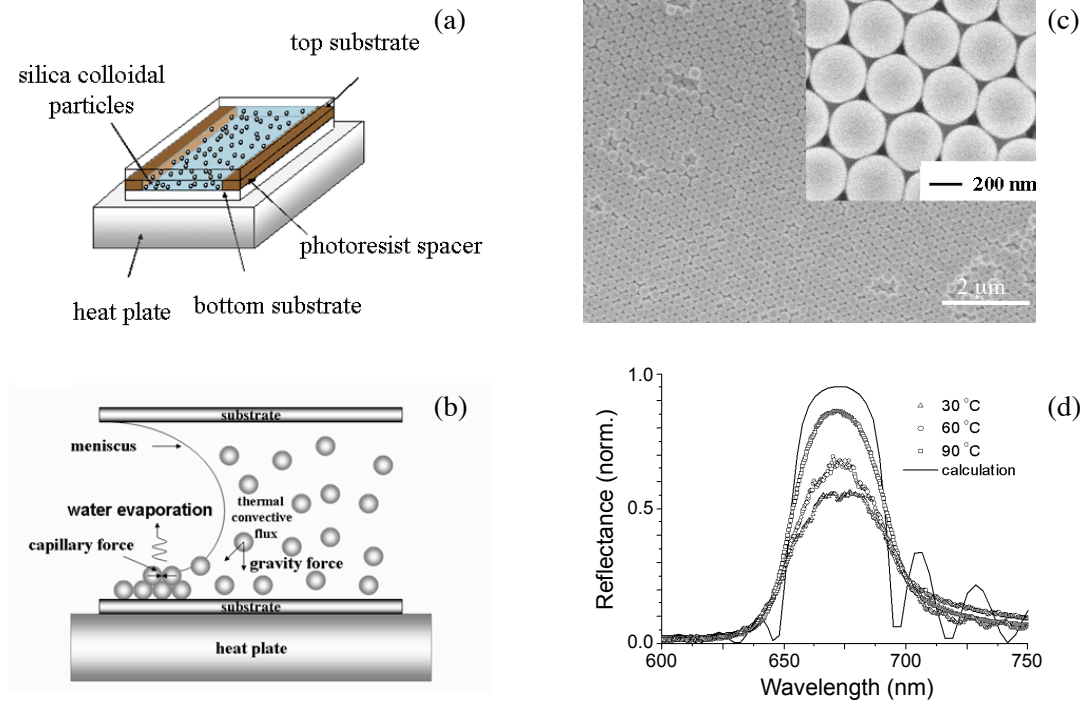 (a)
top substrate
silica colloidal
particles
photoresist spacer
bottom substrate
heat plate
(b)
substrate
meniscus
thermal
convective
flux
water evaporation
capillary force
gravity force
substrate
heat plate
(c)
200 nm
2 μm
(d)
1.0
0.5
0.0
Reflectance (norm.)
30 °C
60 °C
90 °C
calculation
600
650
700
750
Wavelength (nm)